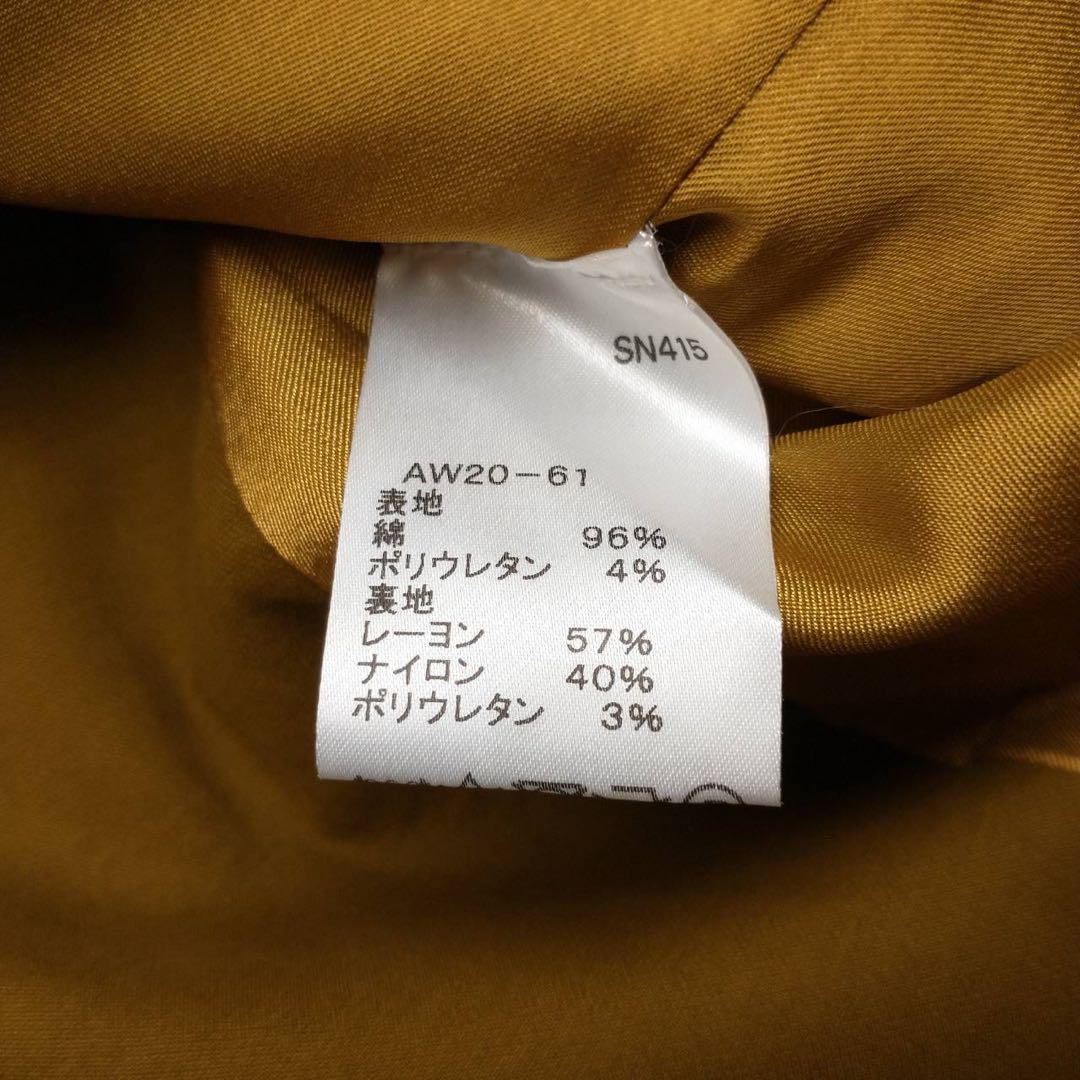 SN415
AW20-61
表地
綿 96%
ポリウレタン 4%
裏地
レーヨン 57%
ナイロン 40%
ポリウレタン 3%